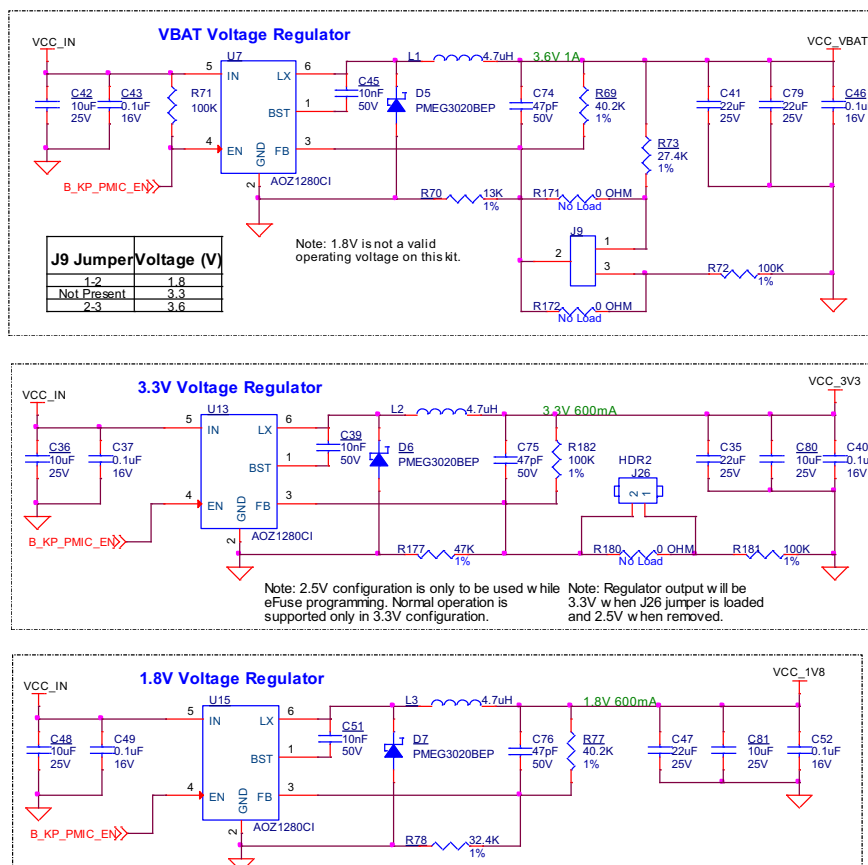 VBAT Voltage Regulator
VCC_IN
U7
L1
4.7uH
3.6V 1A
VCC_VBAT
5
IN
LX
6
C42
10uF
25V
C43
0.1uF
16V
R71
100K
C45
10nF
50V
D5
PMEG3020BEP
C74
47pF
50V
R69
40.2K
1%
C41
22uF
25V
C79
22uF
25V
C46
0.1u
16V
BST
1
4
EN
GND
FB
3
R73
27.4K
1%
2
AOZ1280CI
B_KP_PMIC_EN
R70
13K
1%
R171
0 OHM
No Load
J9
1
2
3
R72
100K
1%
R172
0 OHM
No Load
Note: 1.8V is not a valid
operating voltage on this kit.
J9 Jumper Voltage (V)
1-2 1.8
Not Present 3.3
2-3 3.6
3.3V Voltage Regulator
VCC_IN
U13
L2
4.7uH
3.3V 600mA
VCC_3V3
5
IN
LX
6
C36
10uF
25V
C37
0.1uF
16V
C39
10nF
50V
D6
PMEG3020BEP
C75
47pF
50V
R182
100K
1%
HDR2
J26
2 1
C35
22uF
25V
C80
10uF
25V
C40
0.1u
16V
BST
1
4
EN
GND
FB
3
2
AOZ1280CI
B_KP_PMIC_EN
R177
47K
1%
R180
0 OHM
No Load
R181
100K
1%
Note: 2.5V configuration is only to be used while
eFuse programming. Normal operation is
supported only in 3.3V configuration.
Note: Regulator output will be
3.3V when J26 jumper is loaded
and 2.5V when removed.
1.8V Voltage Regulator
VCC_IN
U15
L3
4.7uH
1.8V 600mA
VCC_1V8
5
IN
LX
6
C48
10uF
25V
C49
0.1uF
16V
C51
10nF
50V
D7
PMEG3020BEP
C76
47pF
50V
R77
40.2K
1%
C47
22uF
25V
C81
10uF
25V
C52
0.1uF
16V
BST
1
4
EN
GND
FB
3
2
AOZ1280CI
B_KP_PMIC_EN
R78
32.4K
1%